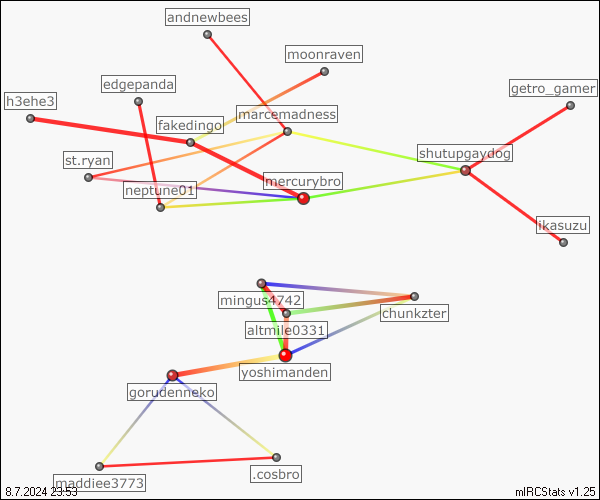 andnewbees
moonraven
edgepanda
getro_gamer
h3ehe3
marcemadness
fakedingo
shutupgaydog
st.ryan
mercurybro
neptune01
ikasuzu
mingus4742
chunkzter
altmile0331
yoshimanden
gorudenneko
.cosbro
maddiee3773
8.7.2024 23:53
mIRCStats v1.25